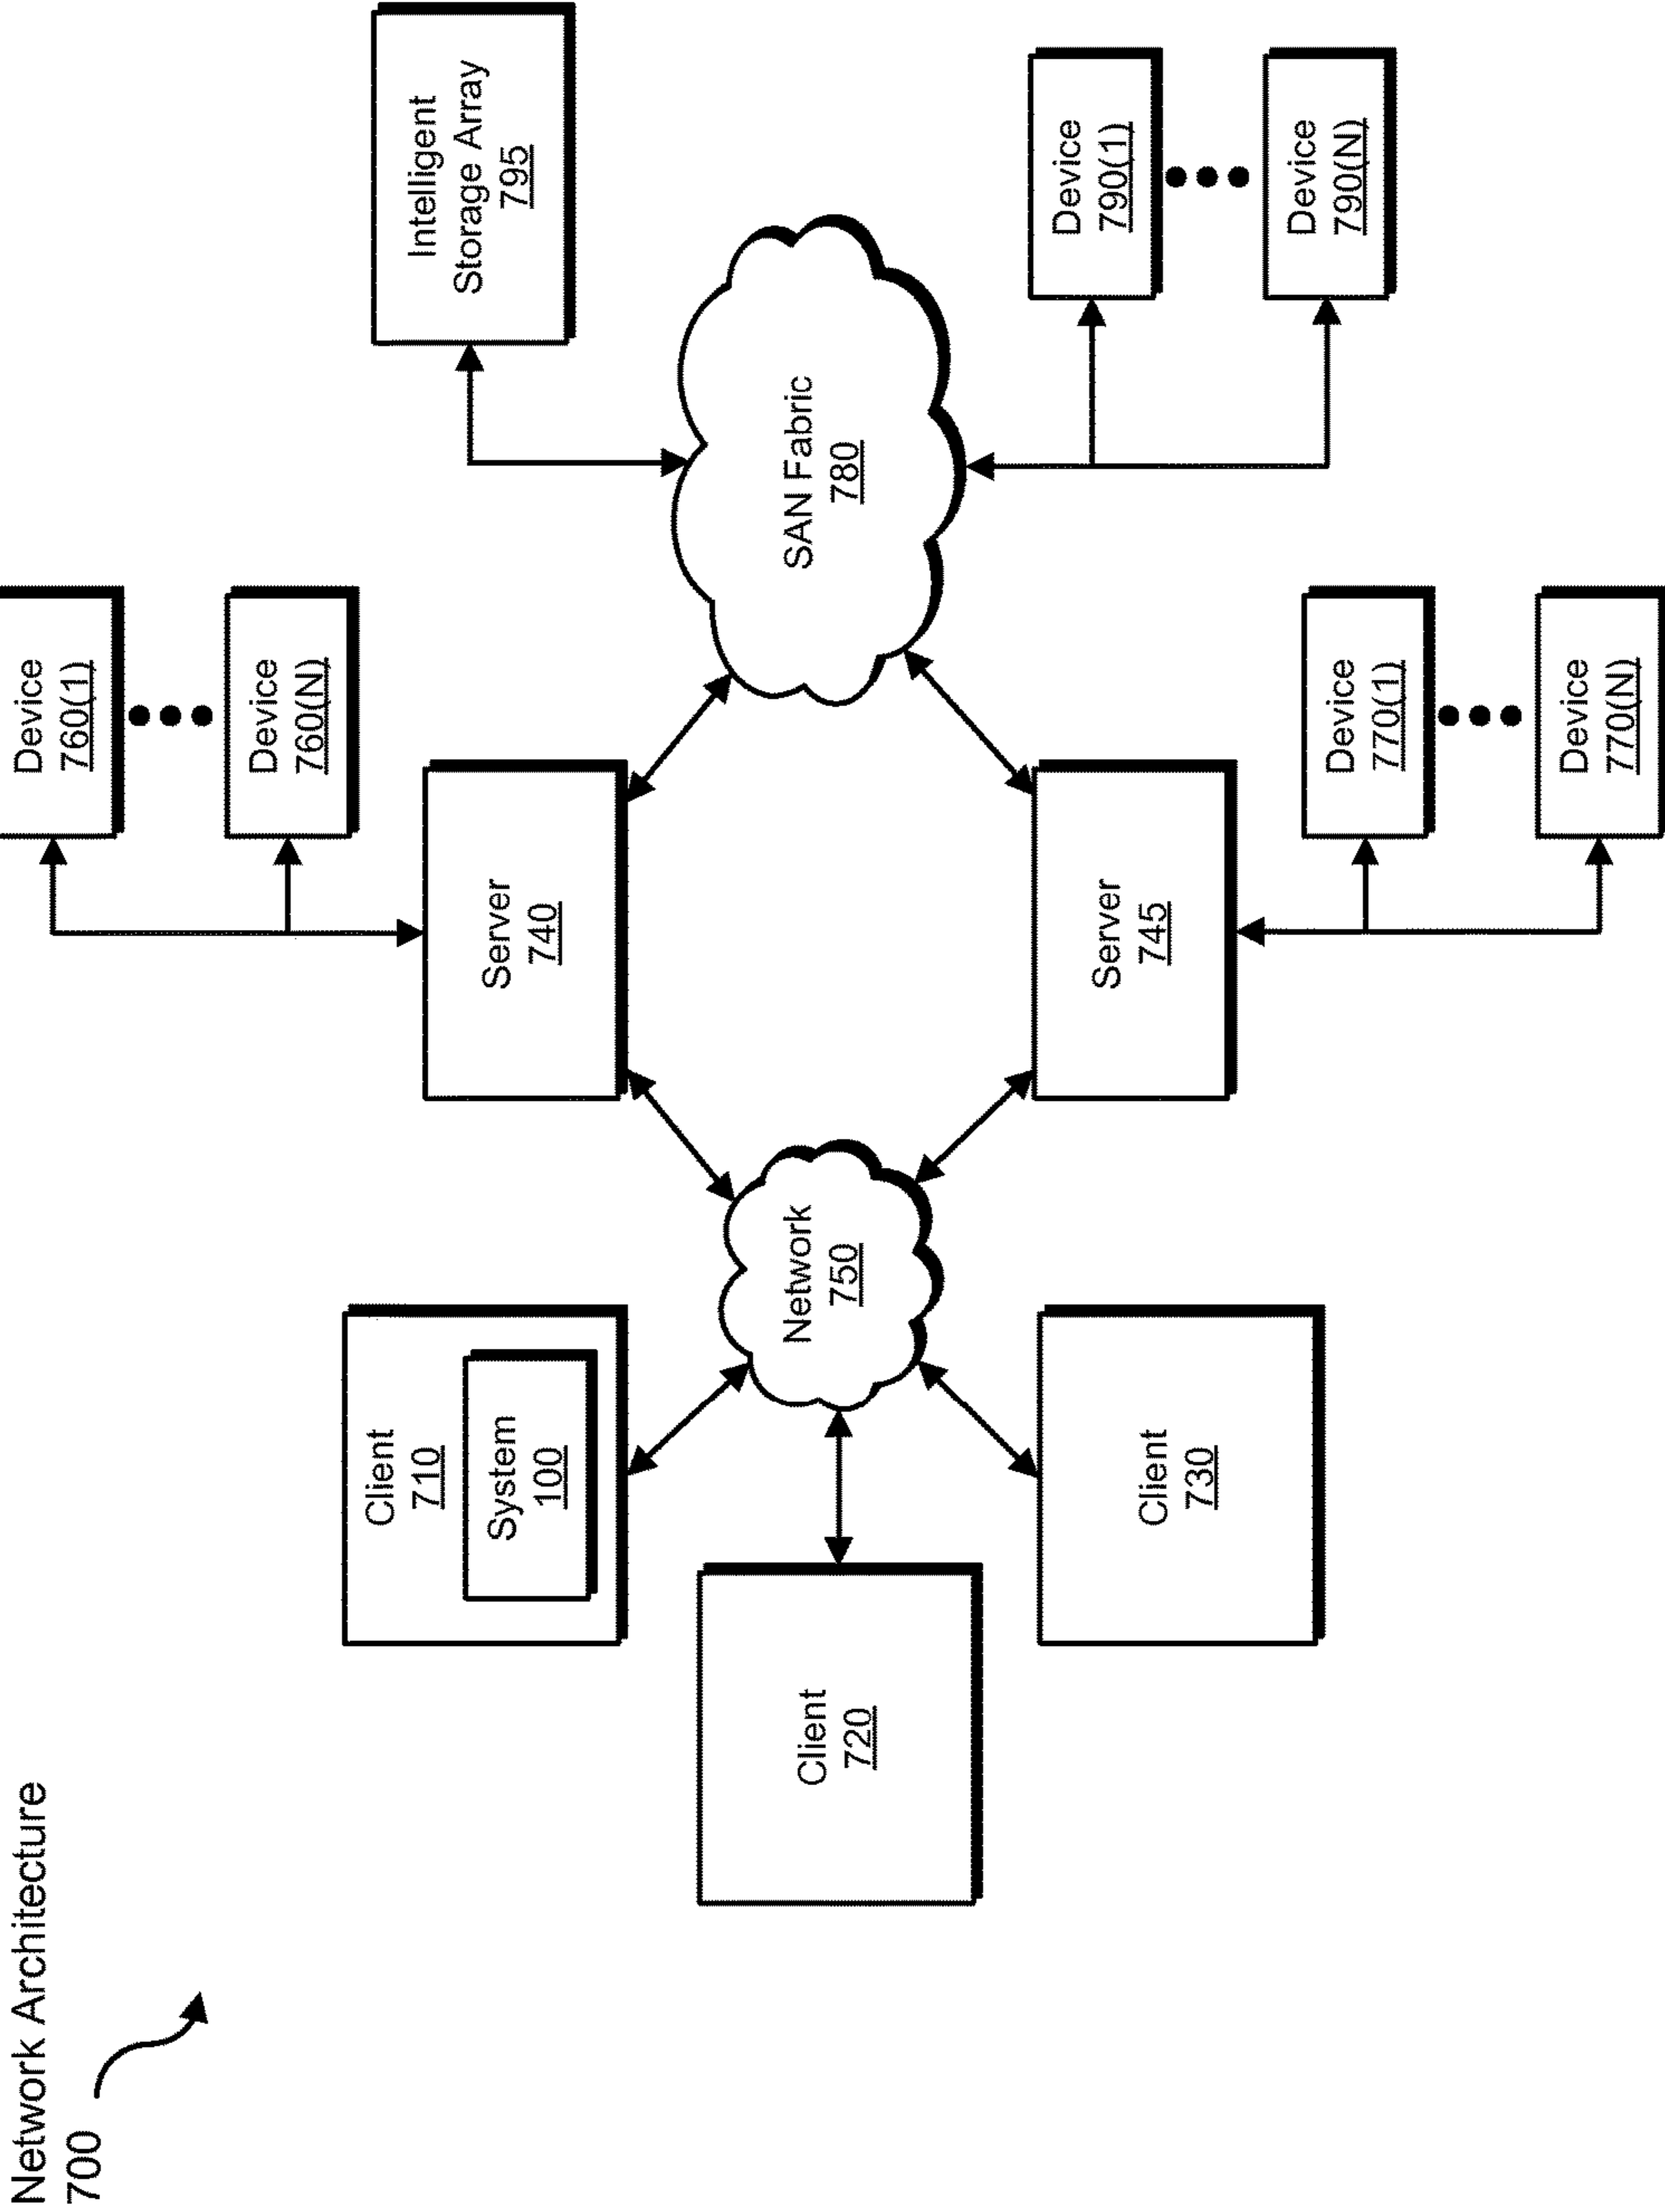 Network Architecture
700
Device
760(1)
Device
760(N)
Intelligent
Storage Array
795
Client
710
System
100
Server
740
Client
720
Network
750
SAN Fabric
780
Client
730
Server
745
Device
790(1)
Device
790(N)
Device
770(1)
Device
770(N)